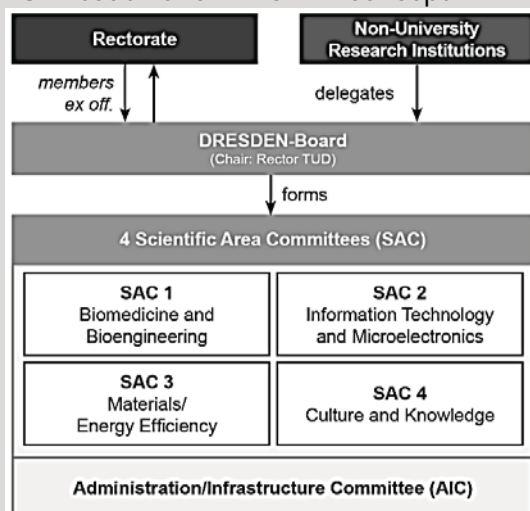 Rectorate
Non-University
Research Institutions
members
ex off.
delegates
DRESDEN-Board
(Chair: Rector TUD)
forms
4 Scientific Area Committees (SAC)
SAC 1
Biomedicine and
Bioengineering
SAC 2
Information Technology
and Microelectronics
SAC 3
Materials/
Energy Efficiency
SAC 4
Culture and Knowledge
Administration/Infrastructure Committee (AIC)